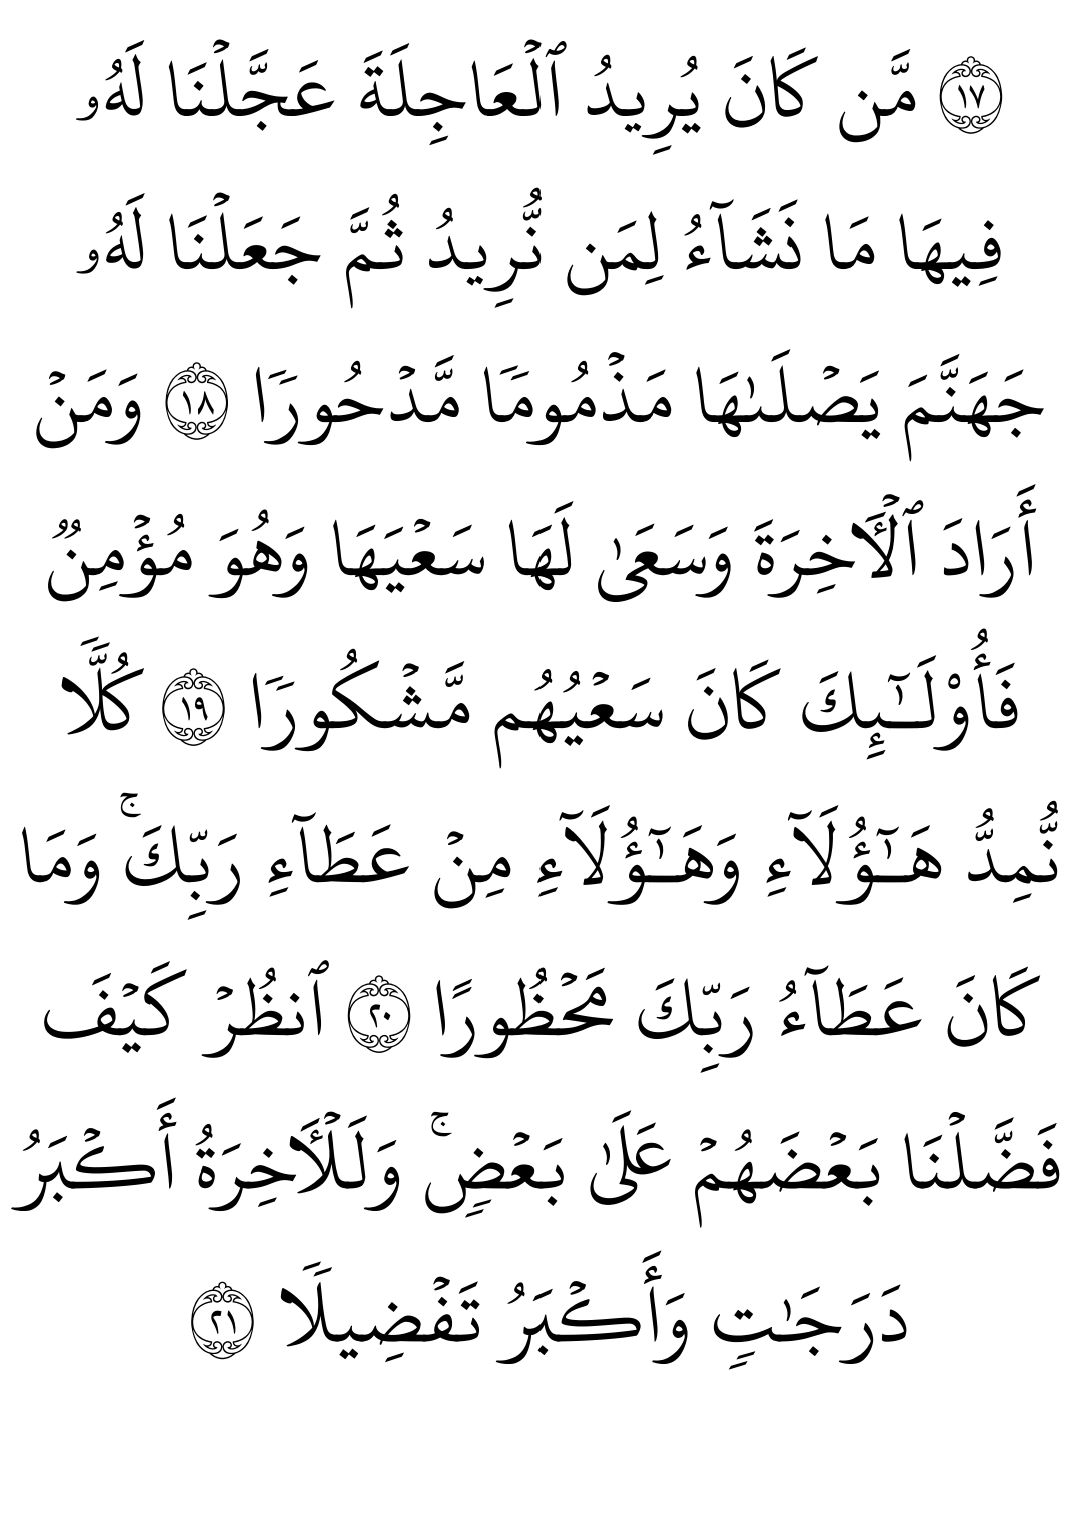 ۝١٧ مَّن كَانَ يُرِيدُ ٱلۡعَاجِلَةَ عَجَّلۡنَا لَهُۥ
فِيهَا مَا نَشَآءُ لِمَن نُّرِيدُ ثُمَّ جَعَلۡنَا لَهُۥ
جَهَنَّمَ يَصۡلَىٰهَا مَذۡمُومٗا مَّدۡحُورٗا ۝١٨ وَمَنۡ
أَرَادَ ٱلۡأٓخِرَةَ وَسَعَىٰ لَهَا سَعۡيَهَا وَهُوَ مُؤۡمِنٞ
فَأُوْلَـٰٓئِكَ كَانَ سَعۡيُهُم مَّشۡكُورٗا ۝١٩ كُلّٗا
نُّمِدُّ هَـٰٓؤُلَآءِ وَهَـٰٓؤُلَآءِ مِنۡ عَطَآءِ رَبِّكَۚ وَمَا
كَانَ عَطَآءُ رَبِّكَ مَحۡظُورًا ۝٢٠ ٱنظُرۡ كَيۡفَ
فَضَّلۡنَا بَعۡضَهُمۡ عَلَىٰ بَعۡضٖۚ وَلَلۡأٓخِرَةُ أَكۡبَرُ
دَرَجَٰتٖ وَأَكۡبَرُ تَفۡضِيلٗا ۝٢١